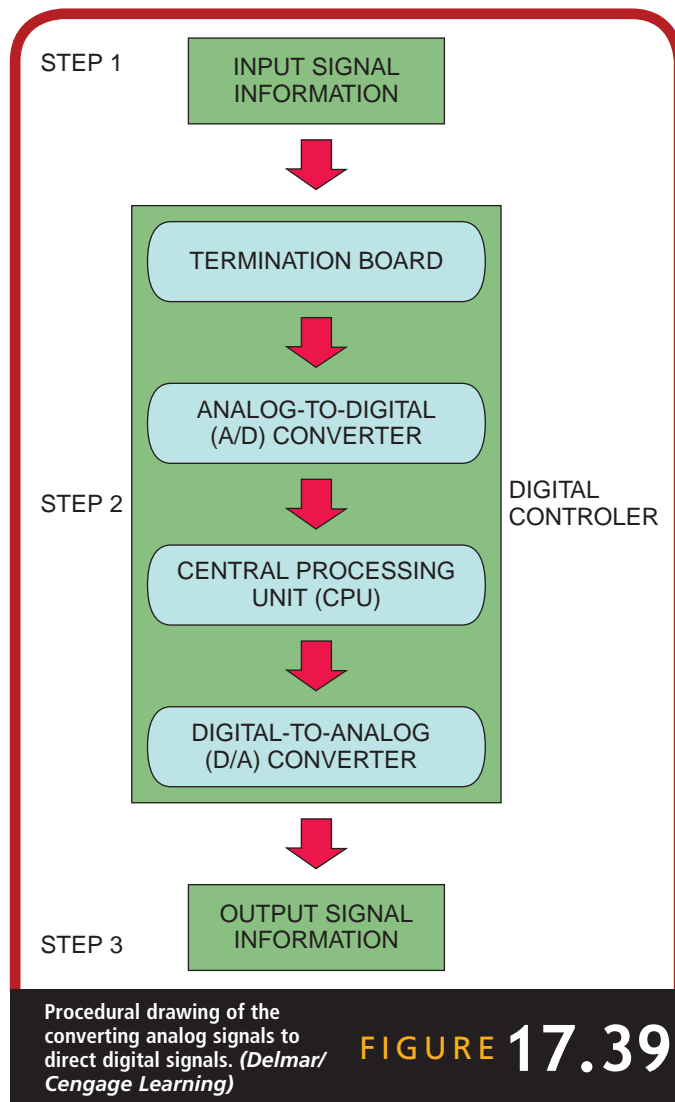 STEP 1
INPUT SIGNAL
INFORMATION
TERMINATION BOARD
ANALOG-TO-DIGITAL
(A/D) CONVERTER
STEP 2
DIGITAL
CONTROLER
CENTRAL PROCESSING
UNIT (CPU)
DIGITAL-TO-ANALOG
(D/A) CONVERTER
OUTPUT SIGNAL
INFORMATION
STEP 3
Procedural drawing of the
converting analog signals to
direct digital signals. (Delmar/
Cengage Learning)
FIGURE 17.39